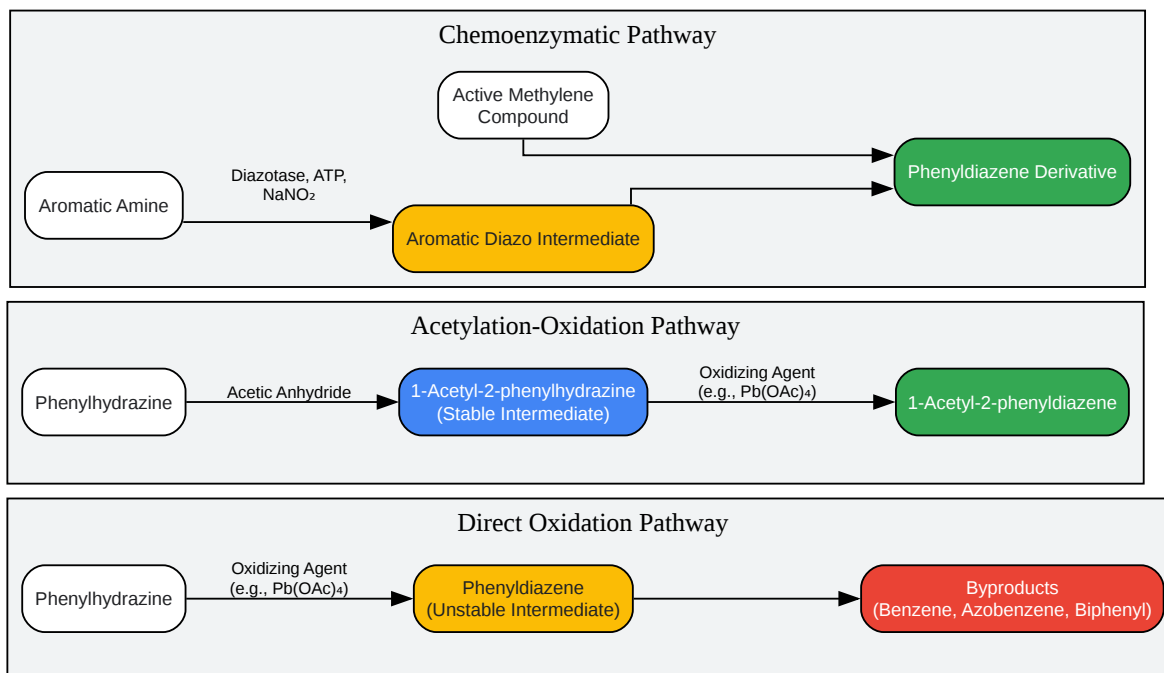 Chemoenzymatic Pathway
Active Methylene
Compound
Diazotase, ATP,
NaNO₂
Phenyldiazene Derivative
Aromatic Amine
Aromatic Diazo Intermediate
Acetylation-Oxidation Pathway
Phenylhydrazine
Acetic Anhydride
1-Acetyl-2-phenylhydrazine
(Stable Intermediate)
Oxidizing Agent
(e.g., Pb(OAc)₄)
1-Acetyl-2-phenyldiazene
Direct Oxidation Pathway
Phenylhydrazine
Oxidizing Agent
(e.g., Pb(OAc)₄)
Phenyldiazene
(Unstable Intermediate)
Byproducts
(Benzene, Azobenzene, Biphenyl)